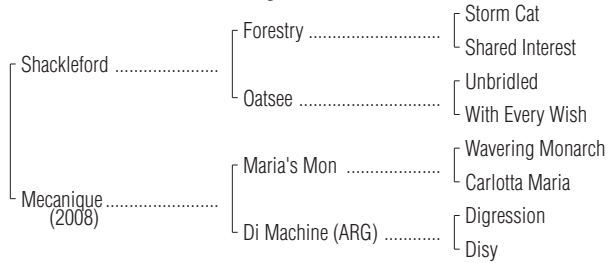 Storm Cat
Forestry ..............................
Shared Interest
Shackleford .......................
Unbridled
Oatsee ................................
With Every Wish
Wavering Monarch
Maria's Mon .....................
Carlotta Maria
Mecanique.........................
(2008)
Digression
Di Machine (ARG) ............
Disy